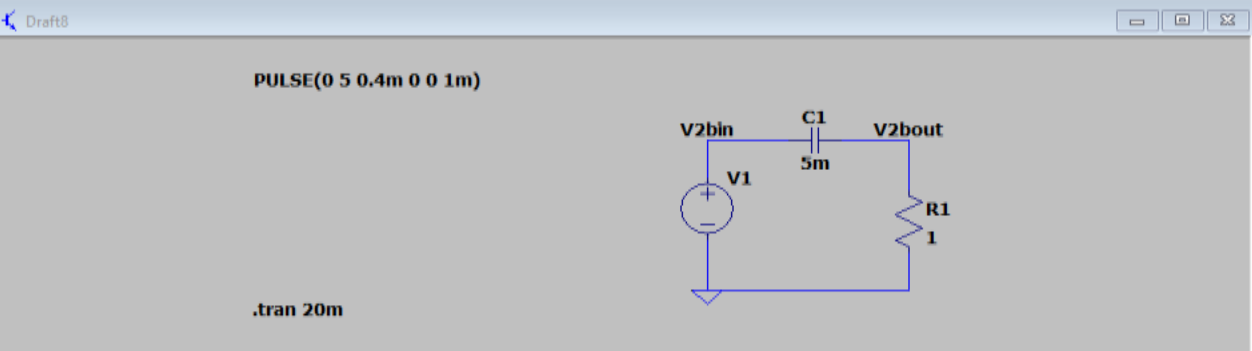 Draft8
PULSE(0 5 0.4m 0 0 1m)
V2bin
C1
V2bout
5m
V1
R1
1
.tran 20m